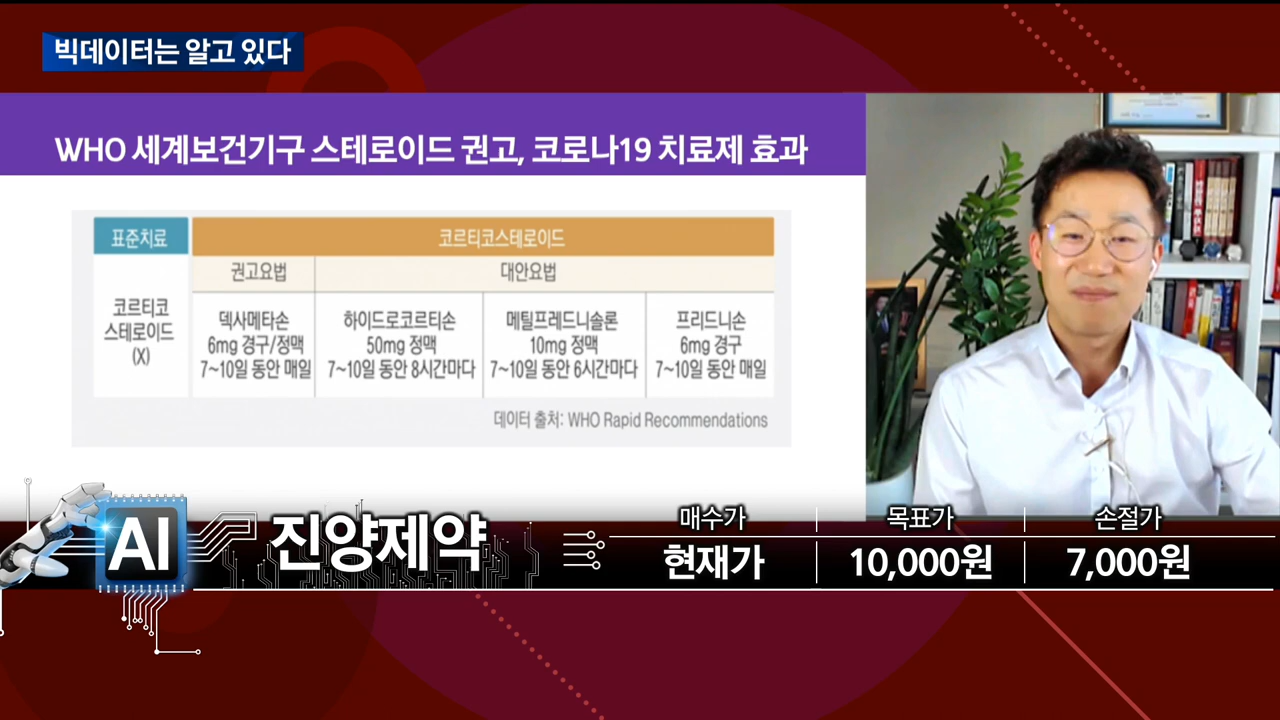 빅데이터는 알고 있다
WHO 세계보건기구 스테로이드 권고, 코로나19 치료제 효과
표준치료
코르티코스테로이드
권고요법
대안요법
코르티코
스테로이드
(X)
덱사메타손
6mg 경구/정맥
7~10일 동안 매일
하이드로코르티손
50mg 정맥
7~10일 동안 8시간마다
메틸프레드니솔론
10mg 정맥
7~10일 동안 6시간마다
프리드니손
6mg 경구
7~10일 동안 매일
데이터 출처: WHO Rapid Recommendations
AI
진양제약
매수가
목표가
손절가
현재가
10,000원
7,000원